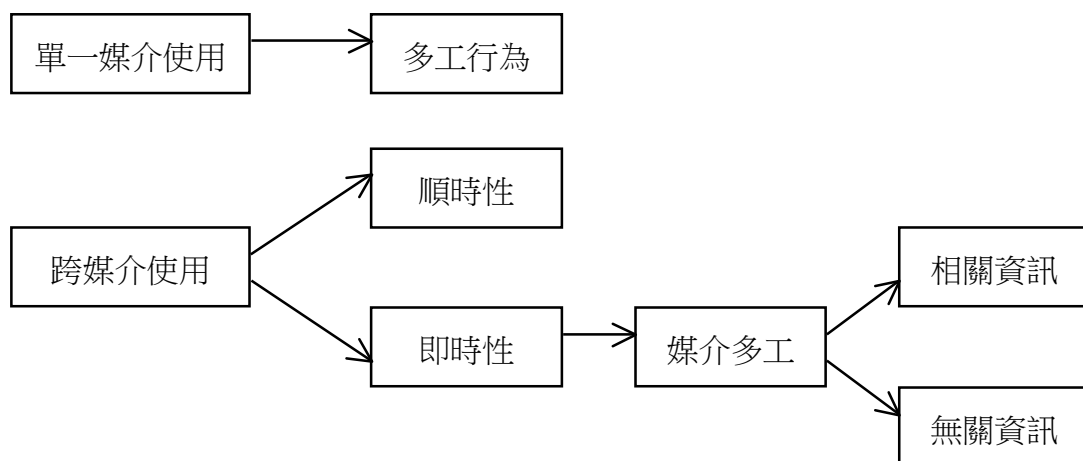 單一媒介使用
多工行為
順時性
跨媒介使用
相關資訊
即時性
媒介多工
無關資訊